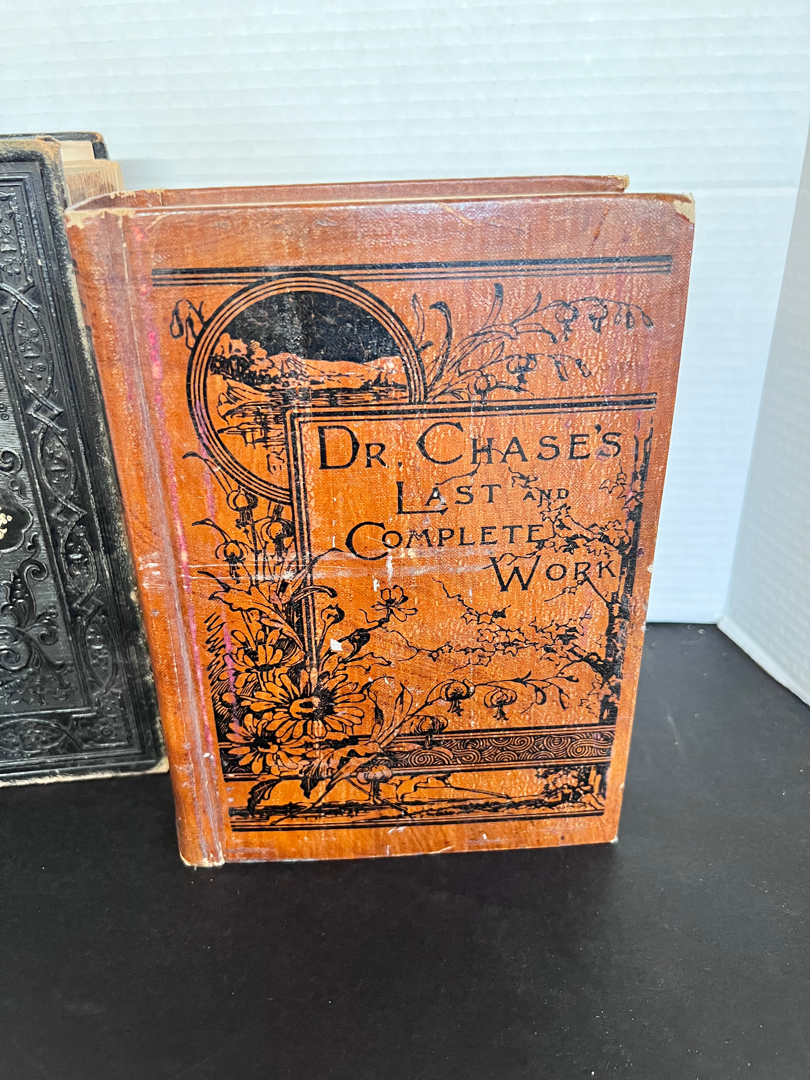 DR. CHASE'S
LAST AND
COMPLETE
WORK